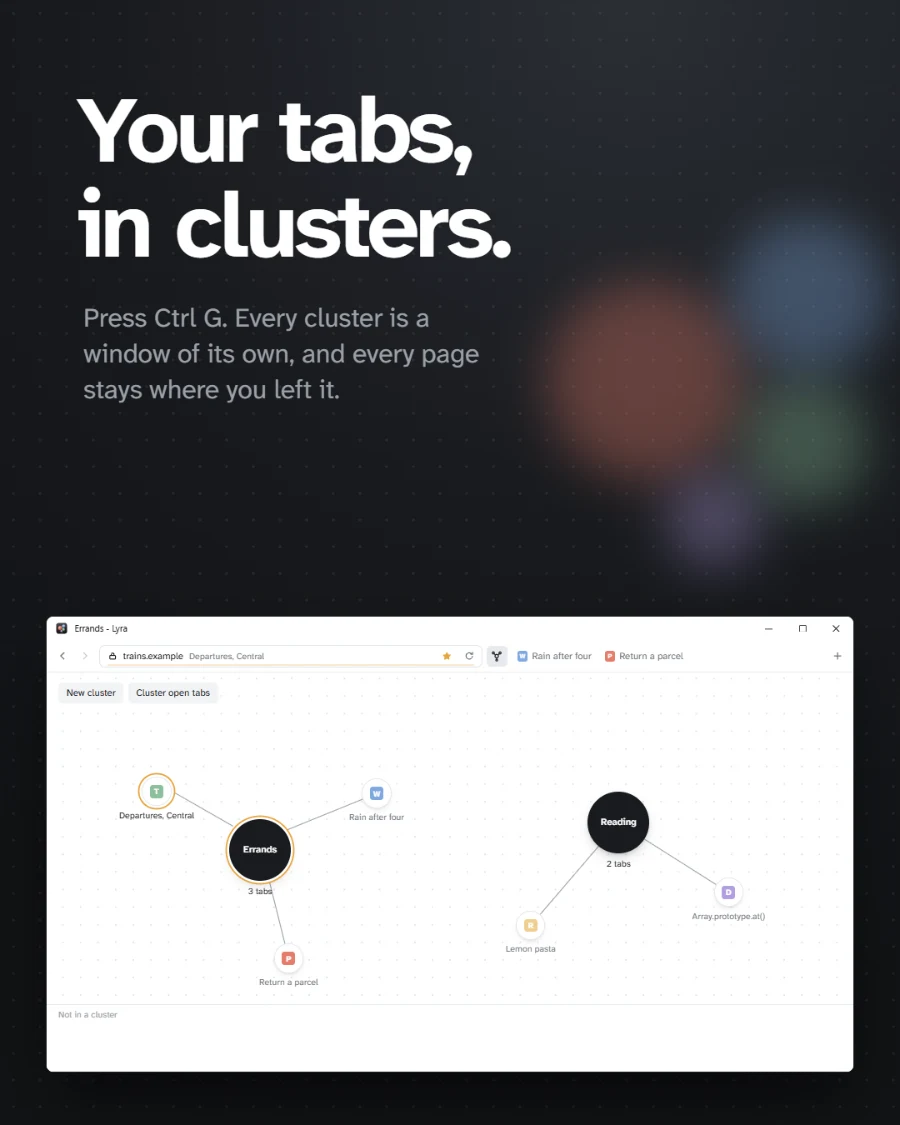 Your tabs,
in clusters.
Press Ctrl G. Every cluster is a
window of its own, and every page
stays where you left it.
Errands - Lyra
trains.example Departures, Central
W Rain after four
P Return a parcel
New cluster
Cluster open tabs
T
Departures, Central
W
Rain after four
Errands
3 tabs
P
Return a parcel
Reading
2 tabs
D
Array.prototype.at()
R
Lemon pasta
Not in a cluster